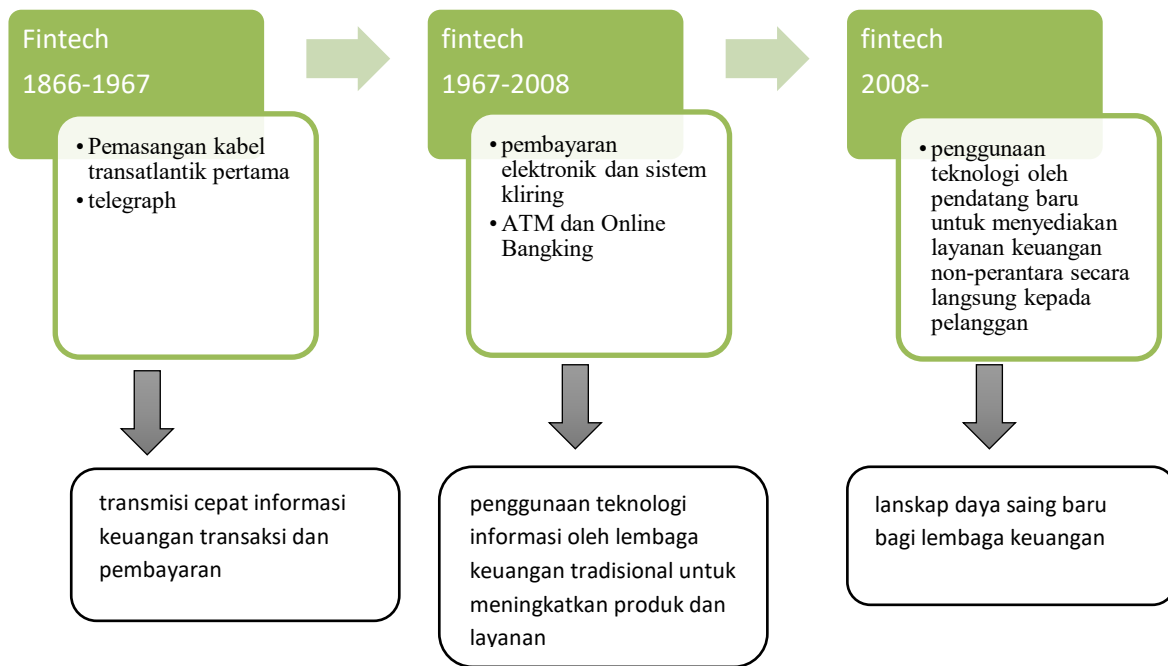 Fintech
1866-1967
• Pemasangan kabel
transatlantik pertama
• telegraph
transmisi cepat informasi
keuangan transaksi dan
pembayaran
fintech
1967-2008
• pembayaran
elektronik dan sistem
kliring
• ATM dan Online
Bangking
penggunaan teknologi
informasi oleh lembaga
keuangan tradisional untuk
meningkatkan produk dan
layanan
fintech
2008-
• penggunaan
teknologi oleh
pendatang baru
untuk menyediakan
layanan keuangan
non-perantara secara
langsung kepada
pelanggan
lanskap daya saing baru
bagi lembaga keuangan